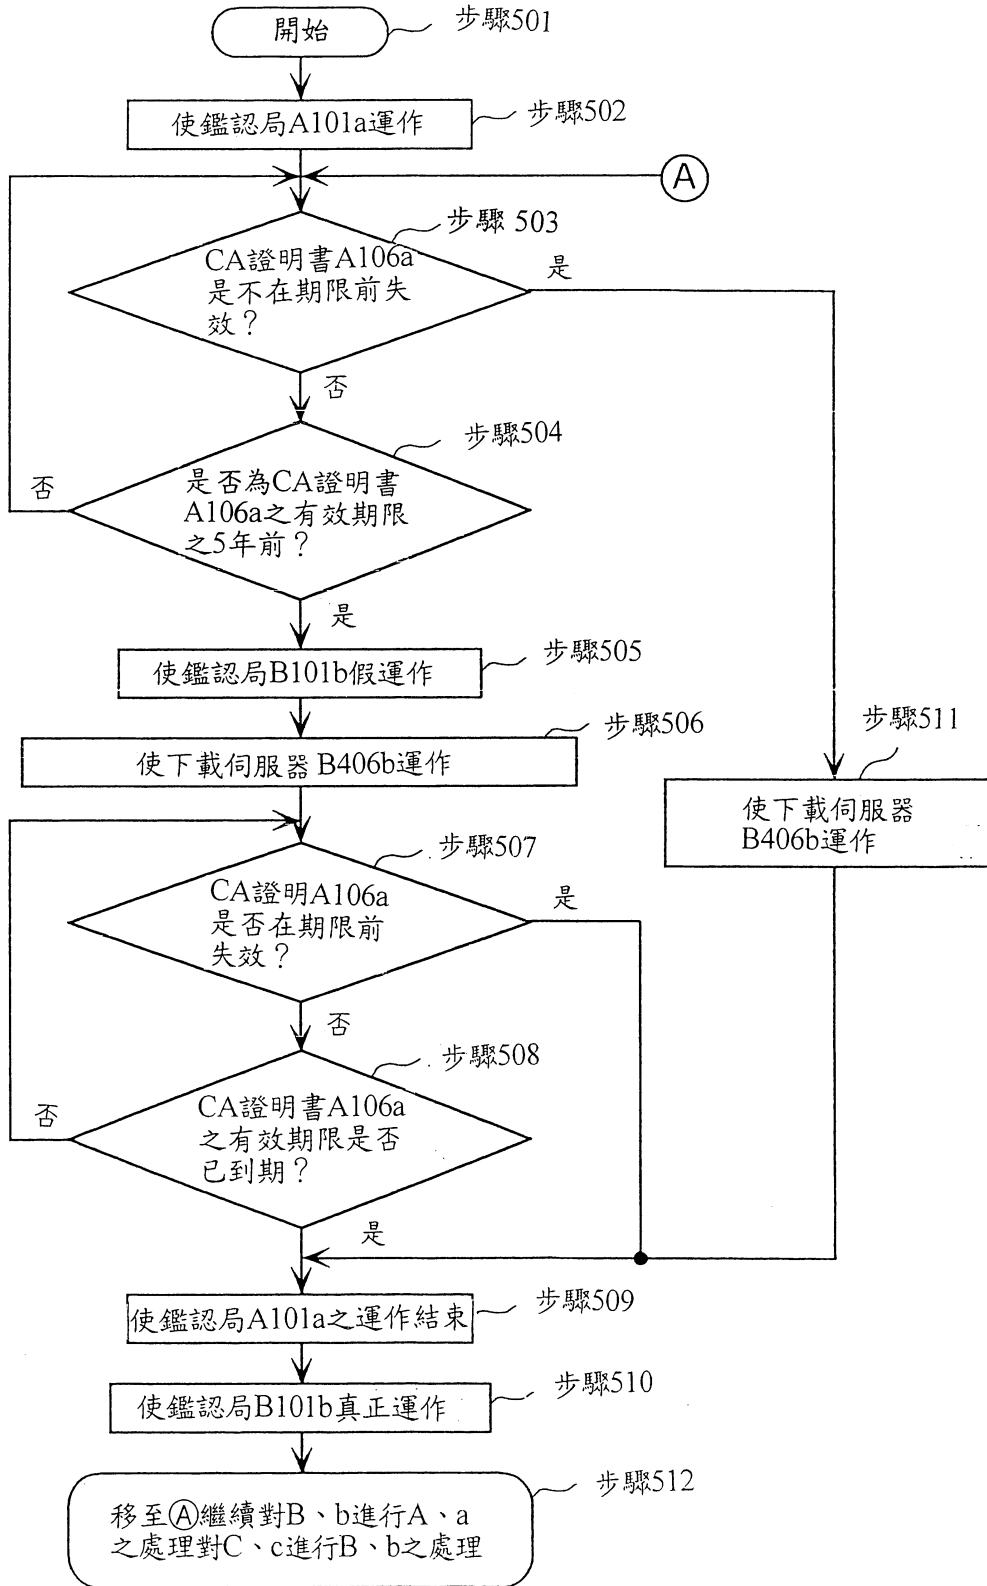 開始
步驟501
使鑑認局A101a運作
步驟502
A
步驟 503
CA證明書A106a
是不在期限前失
效？
是
否
步驟504
是否為CA證明書
A106a之有效期限
之5年前？
否
是
使鑑認局B101b假運作
步驟505
使下載伺服器 B406b運作
步驟506
步驟511
使下載伺服器
B406b運作
步驟507
CA證明A106a
是否在期限前
失效？
是
否
步驟508
CA證明書A106a
之有效期限是否
已到期？
否
是
使鑑認局A101a之運作結束
步驟509
使鑑認局B101b真正運作
步驟510
步驟512
移至Ⓐ繼續對B、b進行A、a
之處理對C、c進行B、b之處理